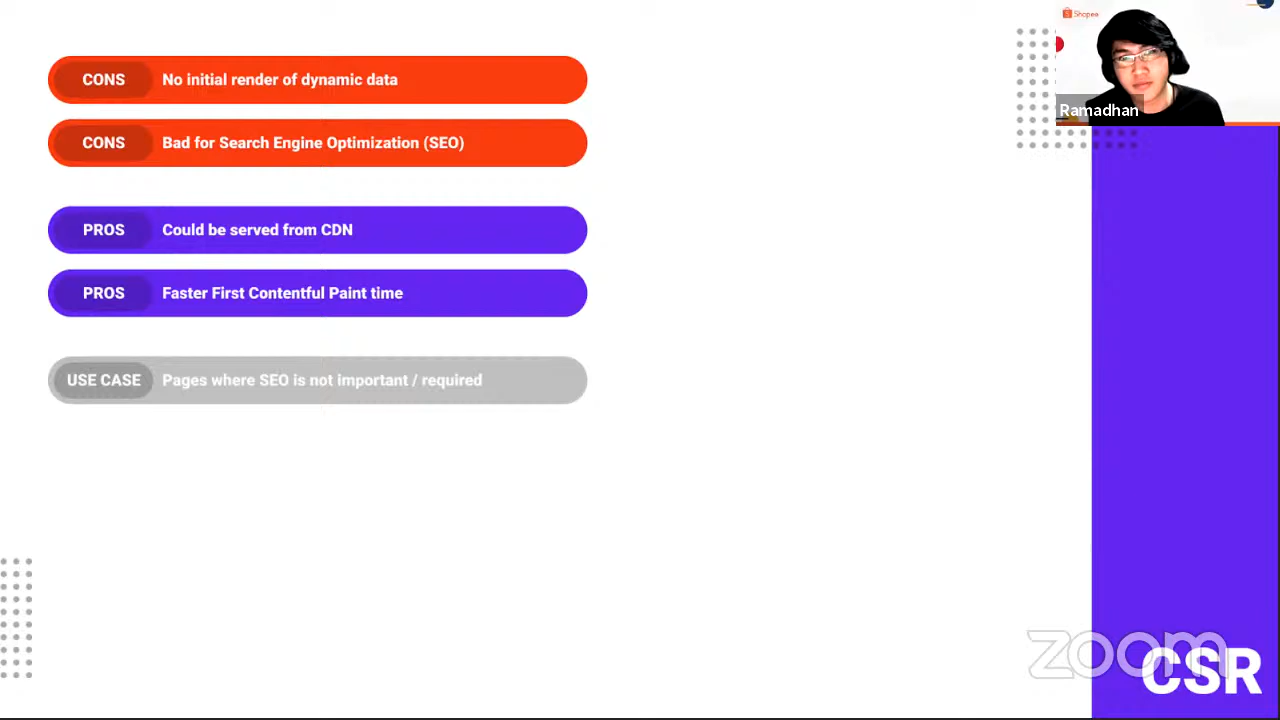 CONS No initial render of dynamic data
CONS Bad for Search Engine Optimization (SEO)
PROS Could be served from CDN
PROS Faster First Contentful Paint time
USE CASE Pages where SEO is not important / required
Shopee
Ramadhan
zoom
CSR